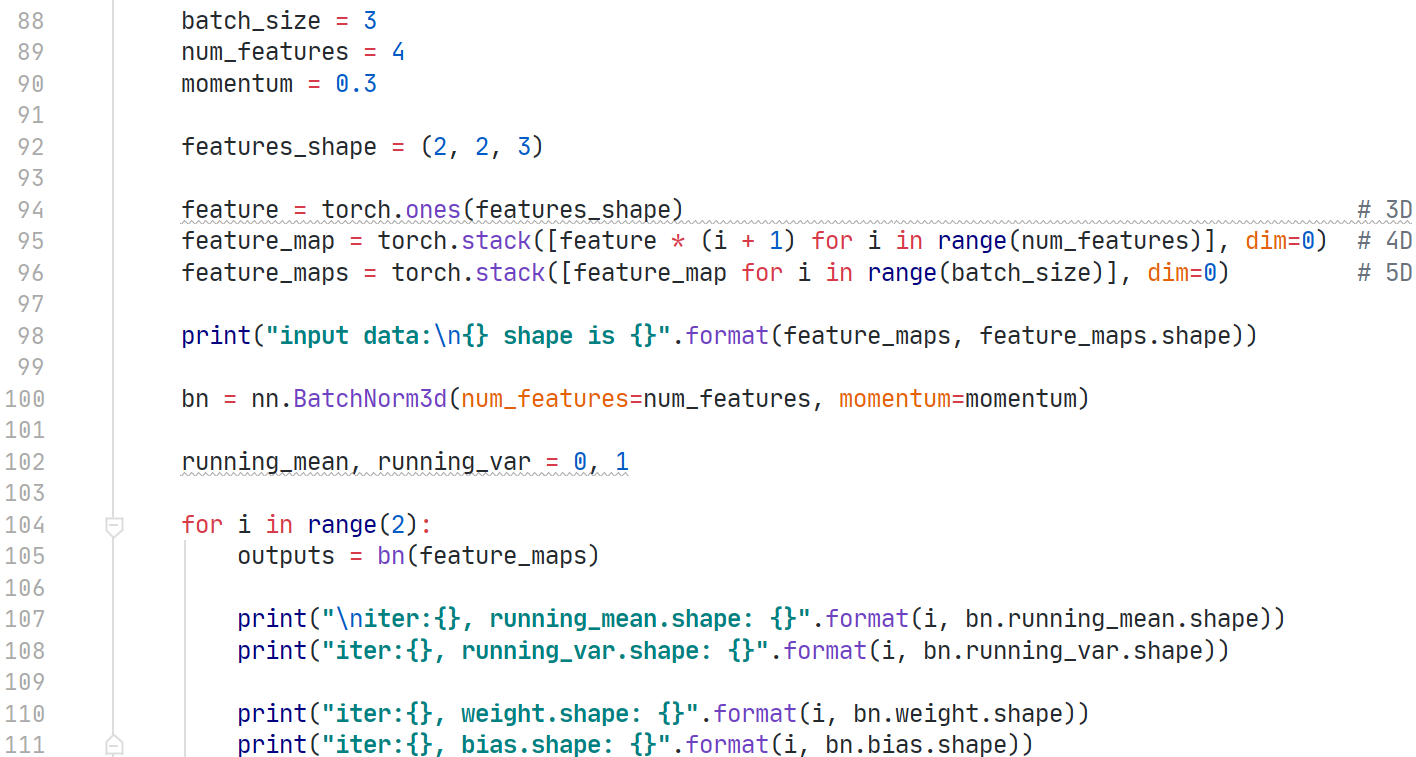 88 batch_size = 3
89 num_features = 4
90 momentum = 0.3
91
92 features_shape = (2, 2, 3)
93
94 feature = torch.ones(features_shape) # 3D
95 feature_map = torch.stack([feature * (i + 1) for i in range(num_features)], dim=0) # 4D
96 feature_maps = torch.stack([feature_map for i in range(batch_size)], dim=0) # 5D
97
98 print("input data:\n{} shape is {}".format(feature_maps, feature_maps.shape))
99
100 bn = nn.BatchNorm3d(num_features=num_features, momentum=momentum)
101
102 running_mean, running_var = 0, 1
103
104 for i in range(2):
105 outputs = bn(feature_maps)
106
107 print("\niter:{}, running_mean.shape: {}".format(i, bn.running_mean.shape))
108 print("iter:{}, running_var.shape: {}".format(i, bn.running_var.shape))
109
110 print("iter:{}, weight.shape: {}".format(i, bn.weight.shape))
111 print("iter:{}, bias.shape: {}".format(i, bn.bias.shape))